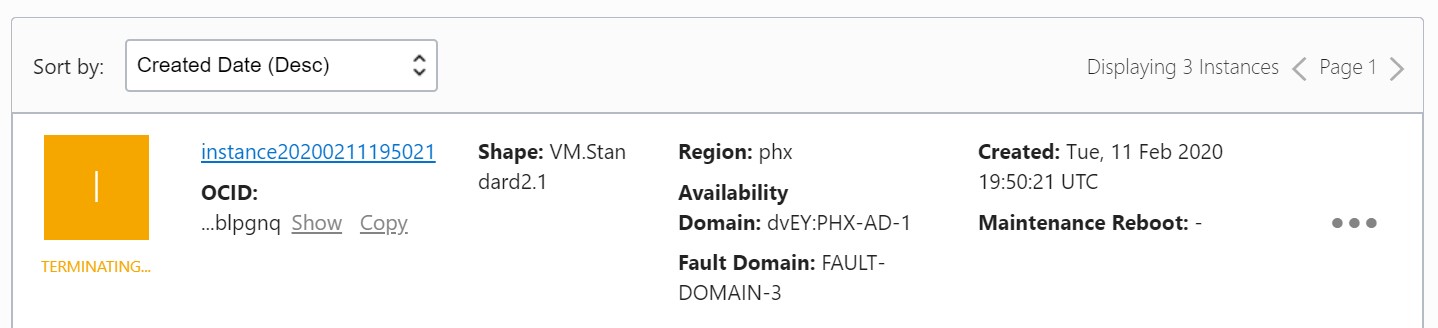 Sort by: Created Date (Desc) Displaying 3 Instances Page 1
I
TERMINATING...
instance20200211195021
OCID:
...blpgnq Show Copy
Shape: VM.Stan
dard2.1
Region: phx
Availability
Domain: dvEY:PHX-AD-1
Fault Domain: FAULT-
DOMAIN-3
Created: Tue, 11 Feb 2020
19:50:21 UTC
Maintenance Reboot: -